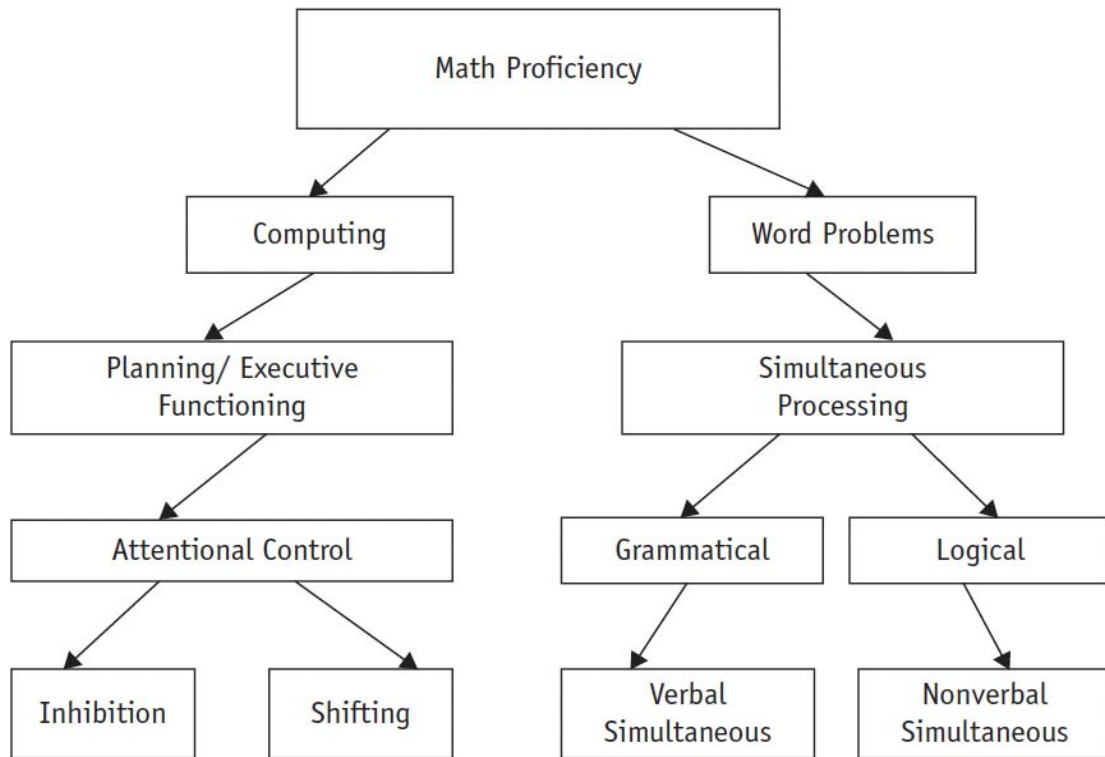 Math Proficiency
Computing
Word Problems
Planning/ Executive
Functioning
Simultaneous
Processing
Attentional Control
Grammatical
Logical
Inhibition
Shifting
Verbal
Simultaneous
Nonverbal
Simultaneous